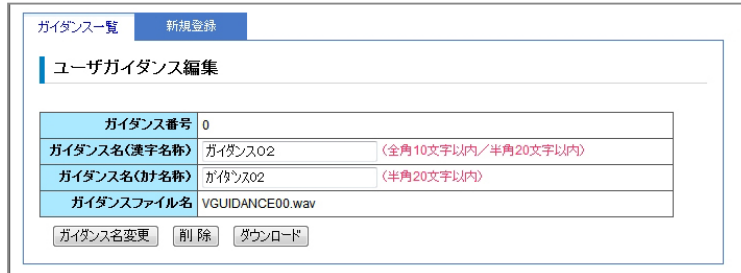 ガイダンス一覧 新規登録
ユーザガイダンス編集
ガイダンス番号 0
ガイダンス名(漢字名称) ガイダンス02 (全角10文字以内/半角20文字以内)
ガイダンス名(ｶﾅ名称) ｶﾞｲﾀﾞﾝｽ02 (半角20文字以内)
ガイダンスファイル名 VGUIDANCE00.wav
ガイダンス名変更 削 除 ダウンロード